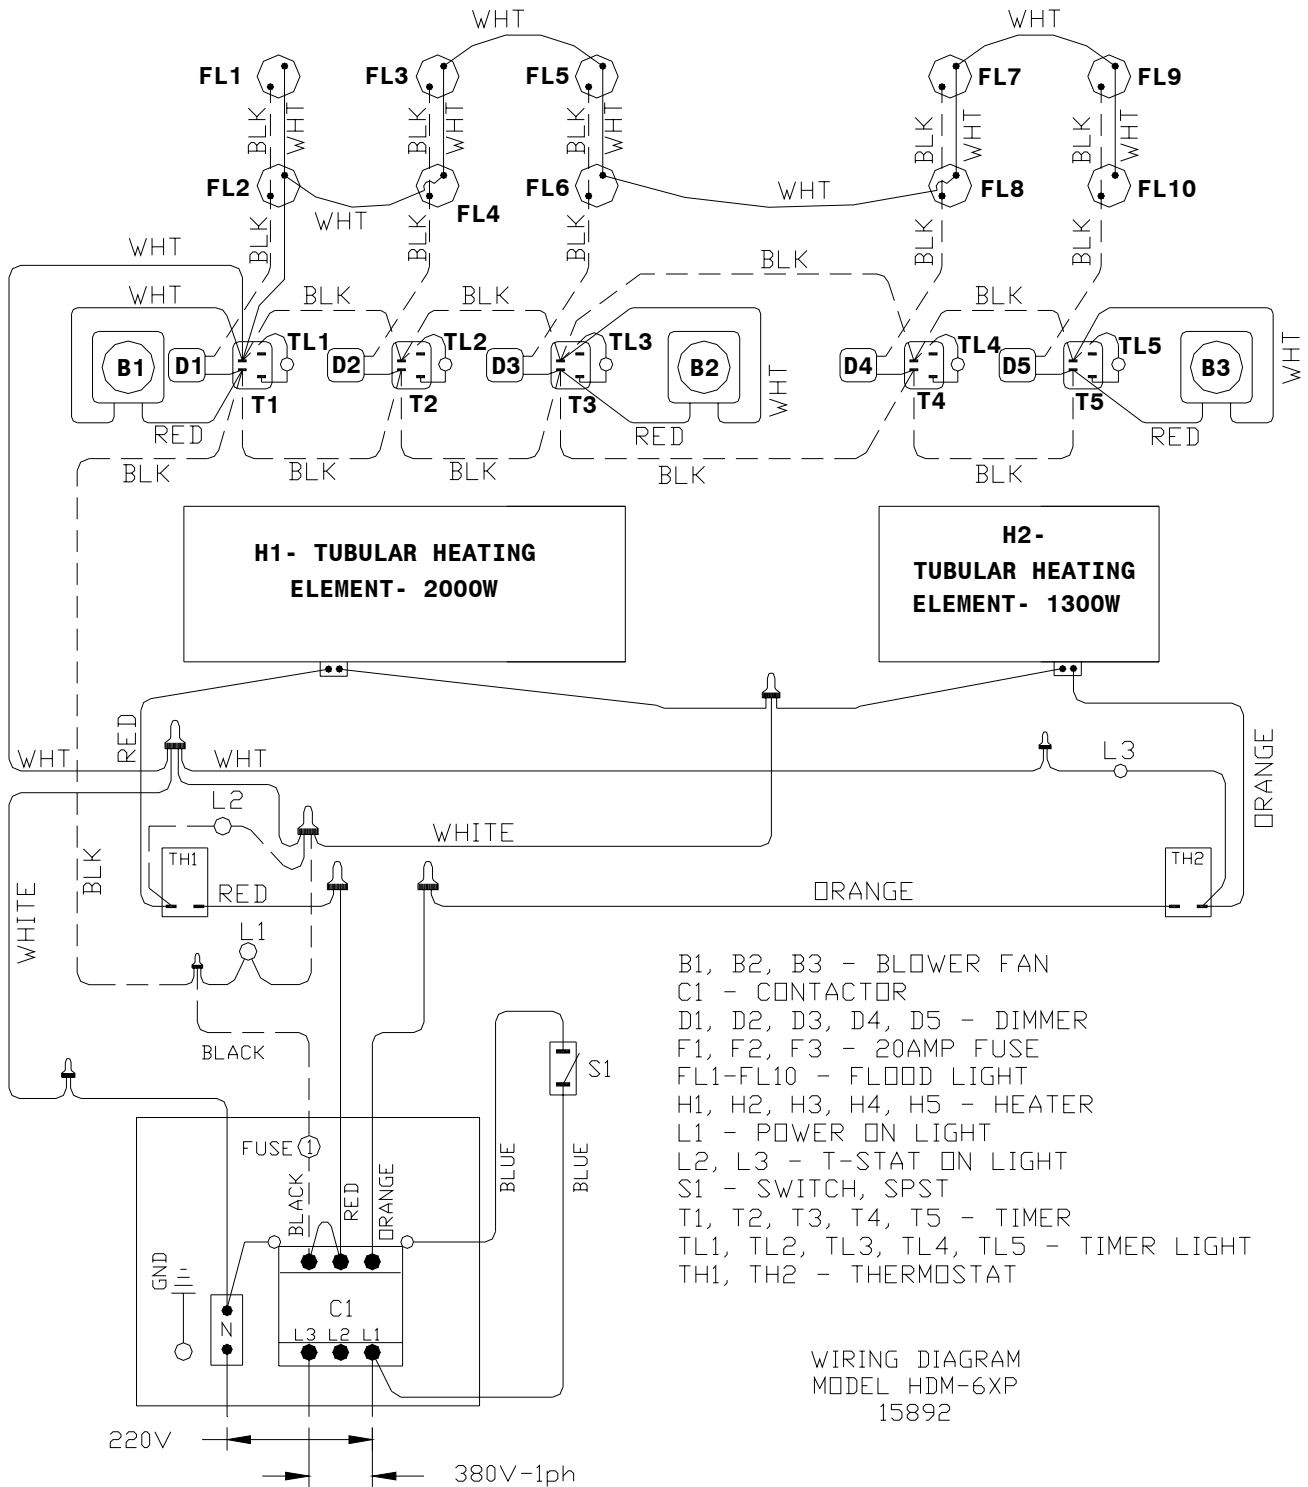 WHT WHT
FL1 FL3 FL5 FL7 FL9
BLK WHT BLK WHT BLK WHT BLK WHT BLK WHT
FL2 FL4 FL6 FL8 FL10
WHT WHT
BLK BLK BLK BLK BLK
WHT
BLK
WHT BLK BLK BLK
TL1 TL2 TL3 TL4 TL5
B1 D1 D2 D3 B2 D4 D5 B3
WHT WHT
T1 T2 T3 T4 T5
RED RED RED
BLK BLK BLK BLK BLK
H1- TUBULAR HEATING
ELEMENT- 2000W
H2-
TUBULAR HEATING
ELEMENT- 1300W
RED
WHT WHT L3
ORANGE
L2
WHITE
BLK
TH1 TH2
RED ORANGE
WHITE
L1
BLACK
S1
FUSE 1
BLACK RED ORANGE BLUE BLUE
GND
C1
N L3 L2 L1
220V
380V-1ph
B1, B2, B3 - BLOWER FAN
C1 - CONTACTOR
D1, D2, D3, D4, D5 - DIMMER
F1, F2, F3 - 20AMP FUSE
FL1-FL10 - FLOOD LIGHT
H1, H2, H3, H4, H5 - HEATER
L1 - POWER ON LIGHT
L2, L3 - T-STAT ON LIGHT
S1 - SWITCH, SPST
T1, T2, T3, T4, T5 - TIMER
TL1, TL2, TL3, TL4, TL5 - TIMER LIGHT
TH1, TH2 - THERMOSTAT
WIRING DIAGRAM
MODEL HDM-6XP
15892